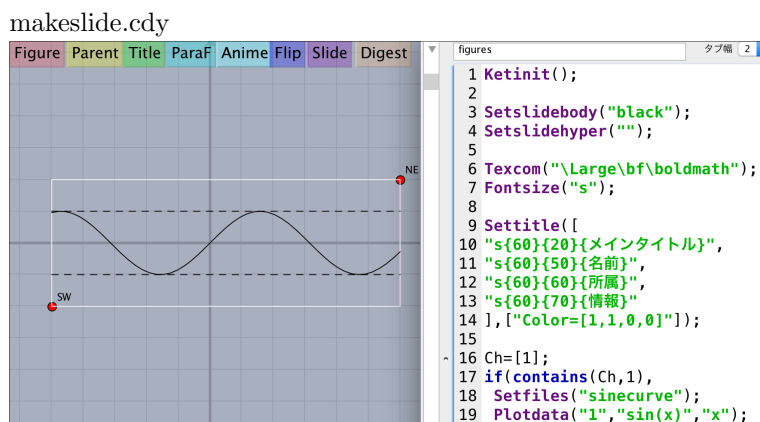 makeslide.cdy
Figure Parent Title ParaF Anime Flip Slide Digest
figures タブ幅 2
NE
SW
1 Ketinit();
2
3 Setslidebody("black");
4 Setslidehyper("");
5
6 Texcom("\Large\bf\boldmath");
7 Fontsize("s");
8
9 Settitle([
10 "s{60}{20}{メインタイトル}",
11 "s{60}{50}{名前}",
12 "s{60}{60}{所属}",
13 "s{60}{70}{情報}"
14 ],["Color=[1,1,0,0]"]);
15
16 Ch=[1];
17 if(contains(Ch,1),
18 Setfiles("sinecurve");
19 Plotdata("1","sin(x)","x");